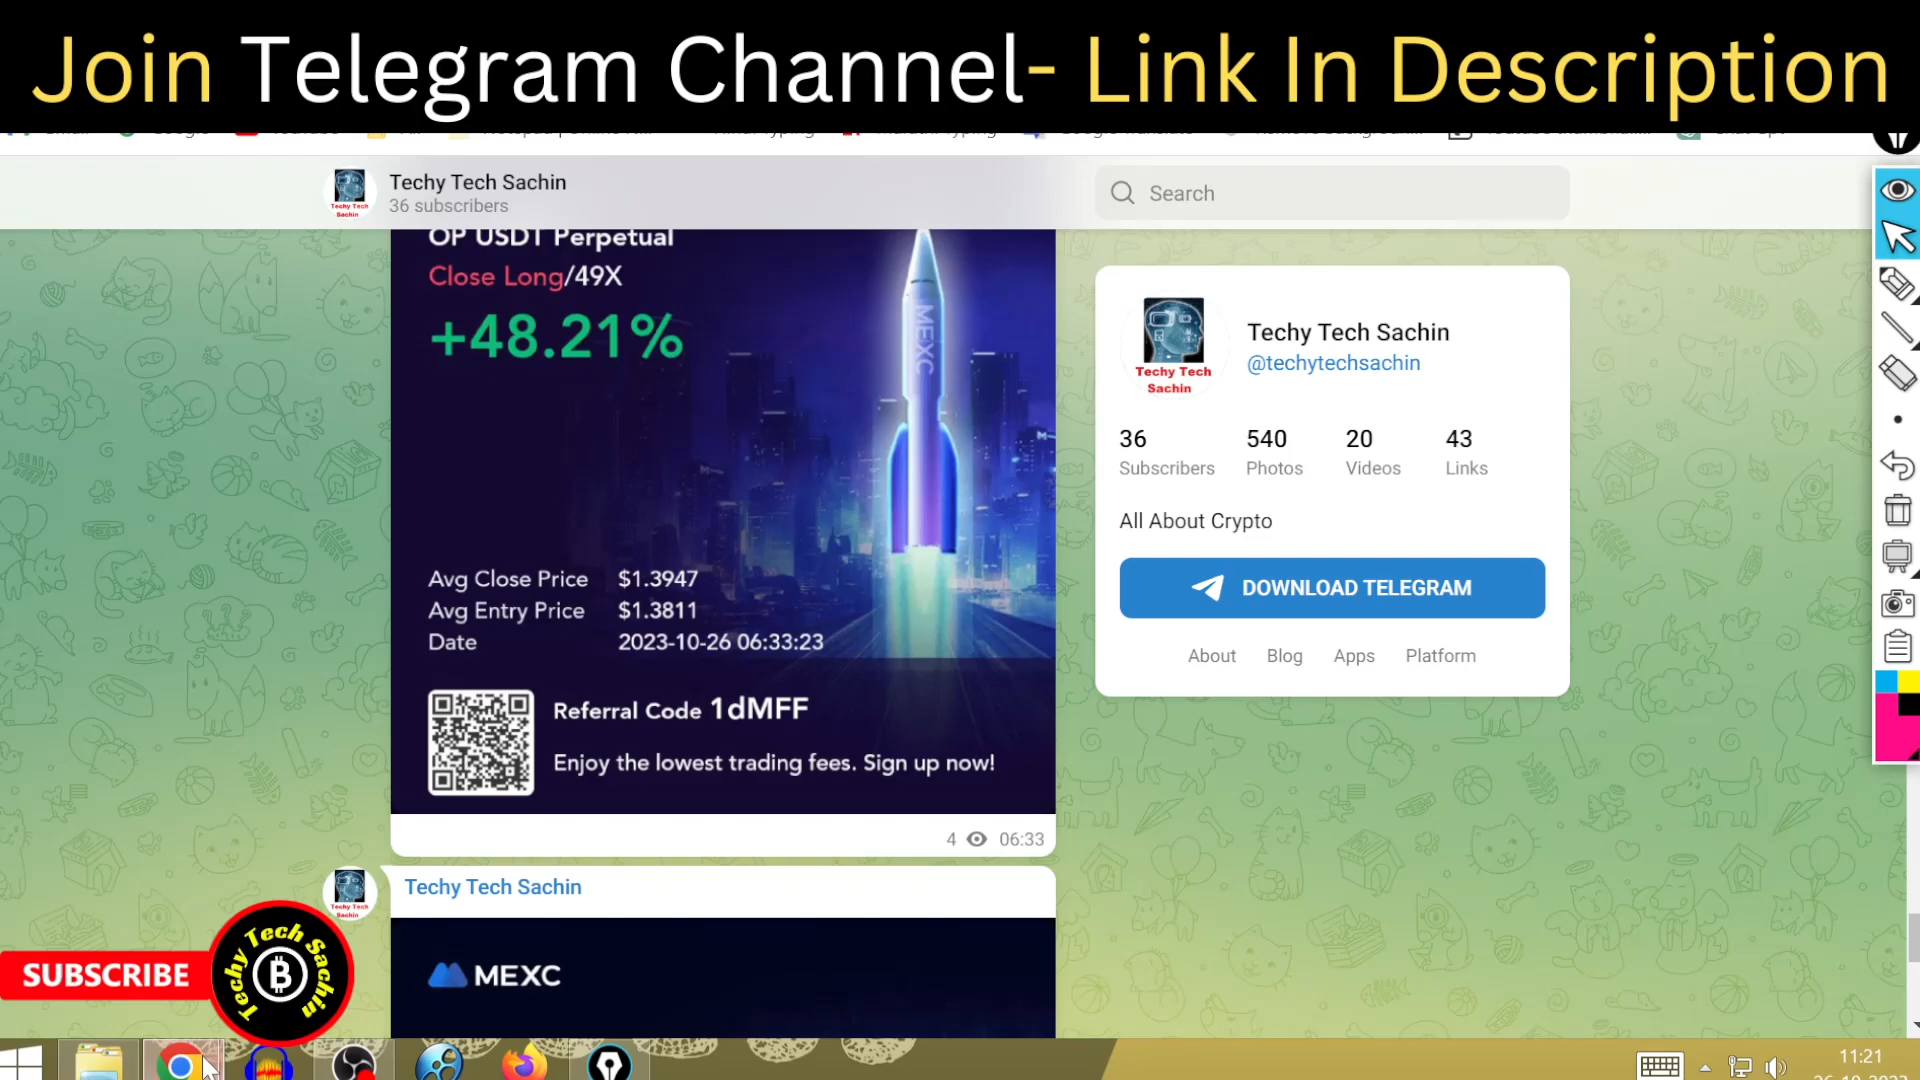 Join Telegram Channel- Link In Description
Techy Tech Sachin
36 subscribers
Search
OP USDT Perpetual
Close Long/49X
+48.21%
MEXC
Avg Close Price $1.3947
Avg Entry Price $1.3811
Date 2023-10-26 06:33:23
Referral Code 1dMFF
Enjoy the lowest trading fees. Sign up now!
4 06:33
Techy Tech Sachin
MEXC
Techy Tech Sachin
Techy Tech
Sachin
@techytechsachin
36 540 20 43
Subscribers Photos Videos Links
All About Crypto
DOWNLOAD TELEGRAM
About Blog Apps Platform
SUBSCRIBE
Techy Tech Sachin
11:21